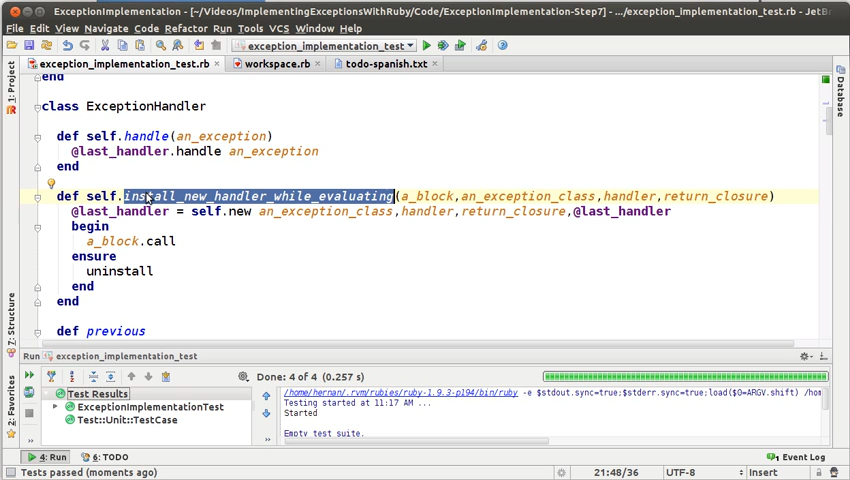 ExceptionImplementation - [~/Videos/ImplementingExceptionsWithRuby/Code/ExceptionImplementation-Step7] - .../exception_implementation_test.rb - JetBr
File Edit View Navigate Code Refactor Run Tools VCS Window Help
exception_implementation_test
exception_implementation_test.rb workspace.rb todo-spanish.txt
1: Project
Database
7: Structure
2: Favorites
end
class ExceptionHandler
def self.handle(an_exception)
@last_handler.handle an_exception
end
def self.install_new_handler_while_evaluating(a_block,an_exception_class,handler,return_closure)
@last_handler = self.new an_exception_class,handler,return_closure,@last_handler
begin
a_block.call
ensure
uninstall
end
end
def previous
Run exception_implementation_test
Done: 4 of 4 (0.257 s)
Test Results
ExceptionImplementationTest
Test::Unit::TestCase
/home/hernan/.rvm/rubies/ruby-1.9.3-p194/bin/ruby -e $stdout.sync=true;$stderr.sync=true;load($0=ARGV.shift) /ho
Testing started at 11:17 AM ...
Started
Empty test suite.
4: Run 6: TODO Event Log
Tests passed (moments ago) 21:48/36 UTF-8 Insert